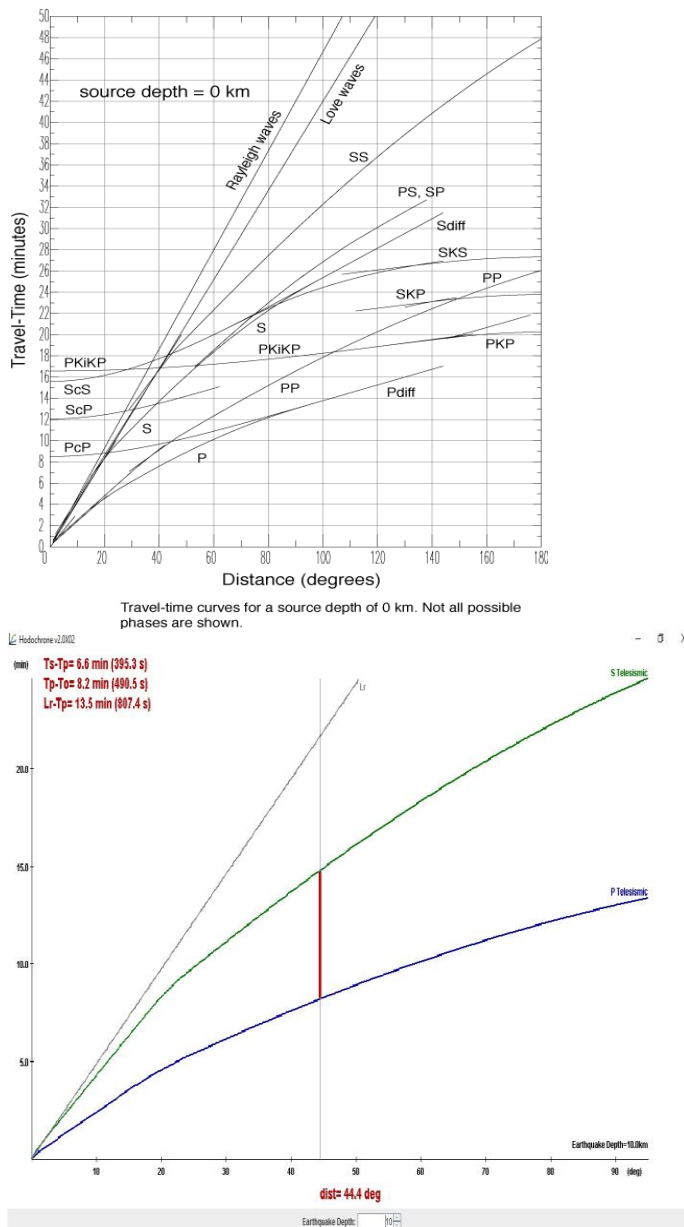 50
48
46
44
42
40
38
36
34
32
30
28
26
24
22
20
18
16
14
12
10
8
6
4
2
0
Travel-Time (minutes)
source depth = 0 km
Rayleigh waves
Love waves
SS
PS, SP
Sdiff
SKS
PP
SKP
S
PKiKP
PKP
PKiKP
ScS
PP
Pdiff
ScP
S
PcP
P
0 20 40 60 80 100 120 140 160 180
Distance (degrees)
Travel-time curves for a source depth of 0 km. Not all possible
phases are shown.
Hodochrone v2.0X02
(min)
Ts-Tp= 6.6 min (395.3 s)
Tp-To= 8.2 min (490.5 s)
Lr-Tp= 13.5 min (807.4 s)
S Telesismic
Lr
20.0
15.0
P Telesismic
10.0
5.0
Earthquake Depth=10.0km
10 20 30 40 50 60 70 80 90 (deg)
dist= 44.4 deg
Earthquake Depth: 10